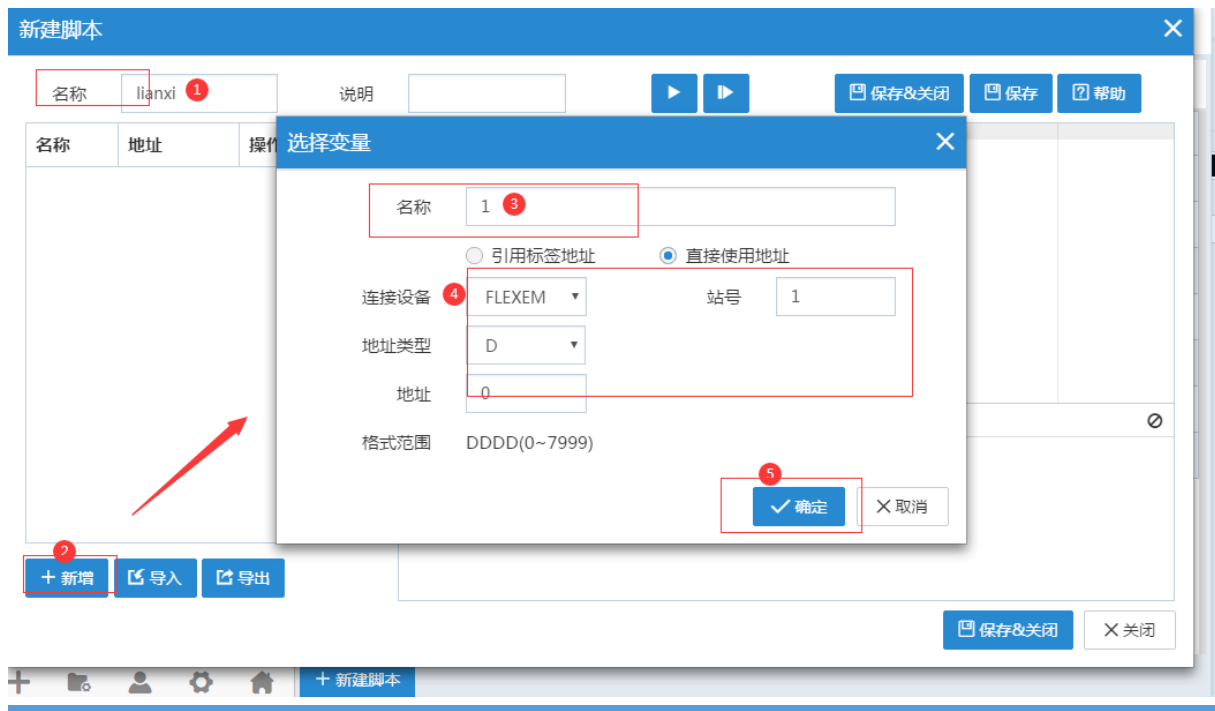 新建脚本
名称 lianxi 1 说明 保存&关闭 保存 帮助
名称 地址 操作
选择变量
名称 1 3
引用标签地址 直接使用地址
连接设备 4 FLEXEM 站号 1
地址类型 D
地址 0
格式范围 DDDD(0~7999)
5
确定 取消
2
新增 导入 导出
保存&关闭 关闭
新建脚本